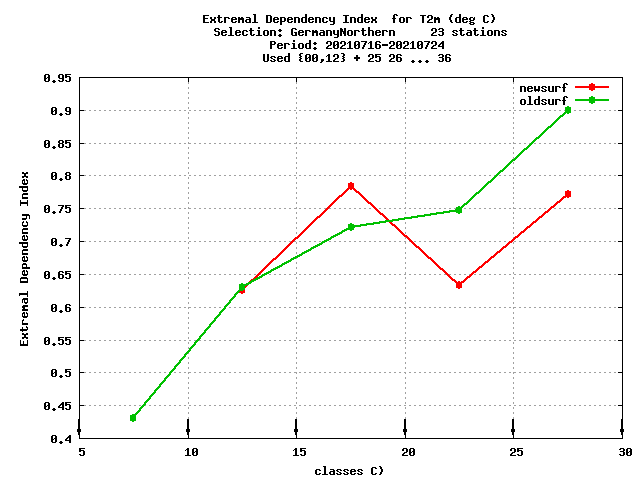 Extremal Dependency Index  for T2m (deg C)
Selection: GermanyNorthern     23 stations
Period: 20210716-20210724
Used {00,12} + 25 26 ... 36
newsurf
oldsurf
Extremal Dependency Index
0.95
0.9
0.85
0.8
0.75
0.7
0.65
0.6
0.55
0.5
0.45
0.4
5 10 15 20 25 30
classes C)